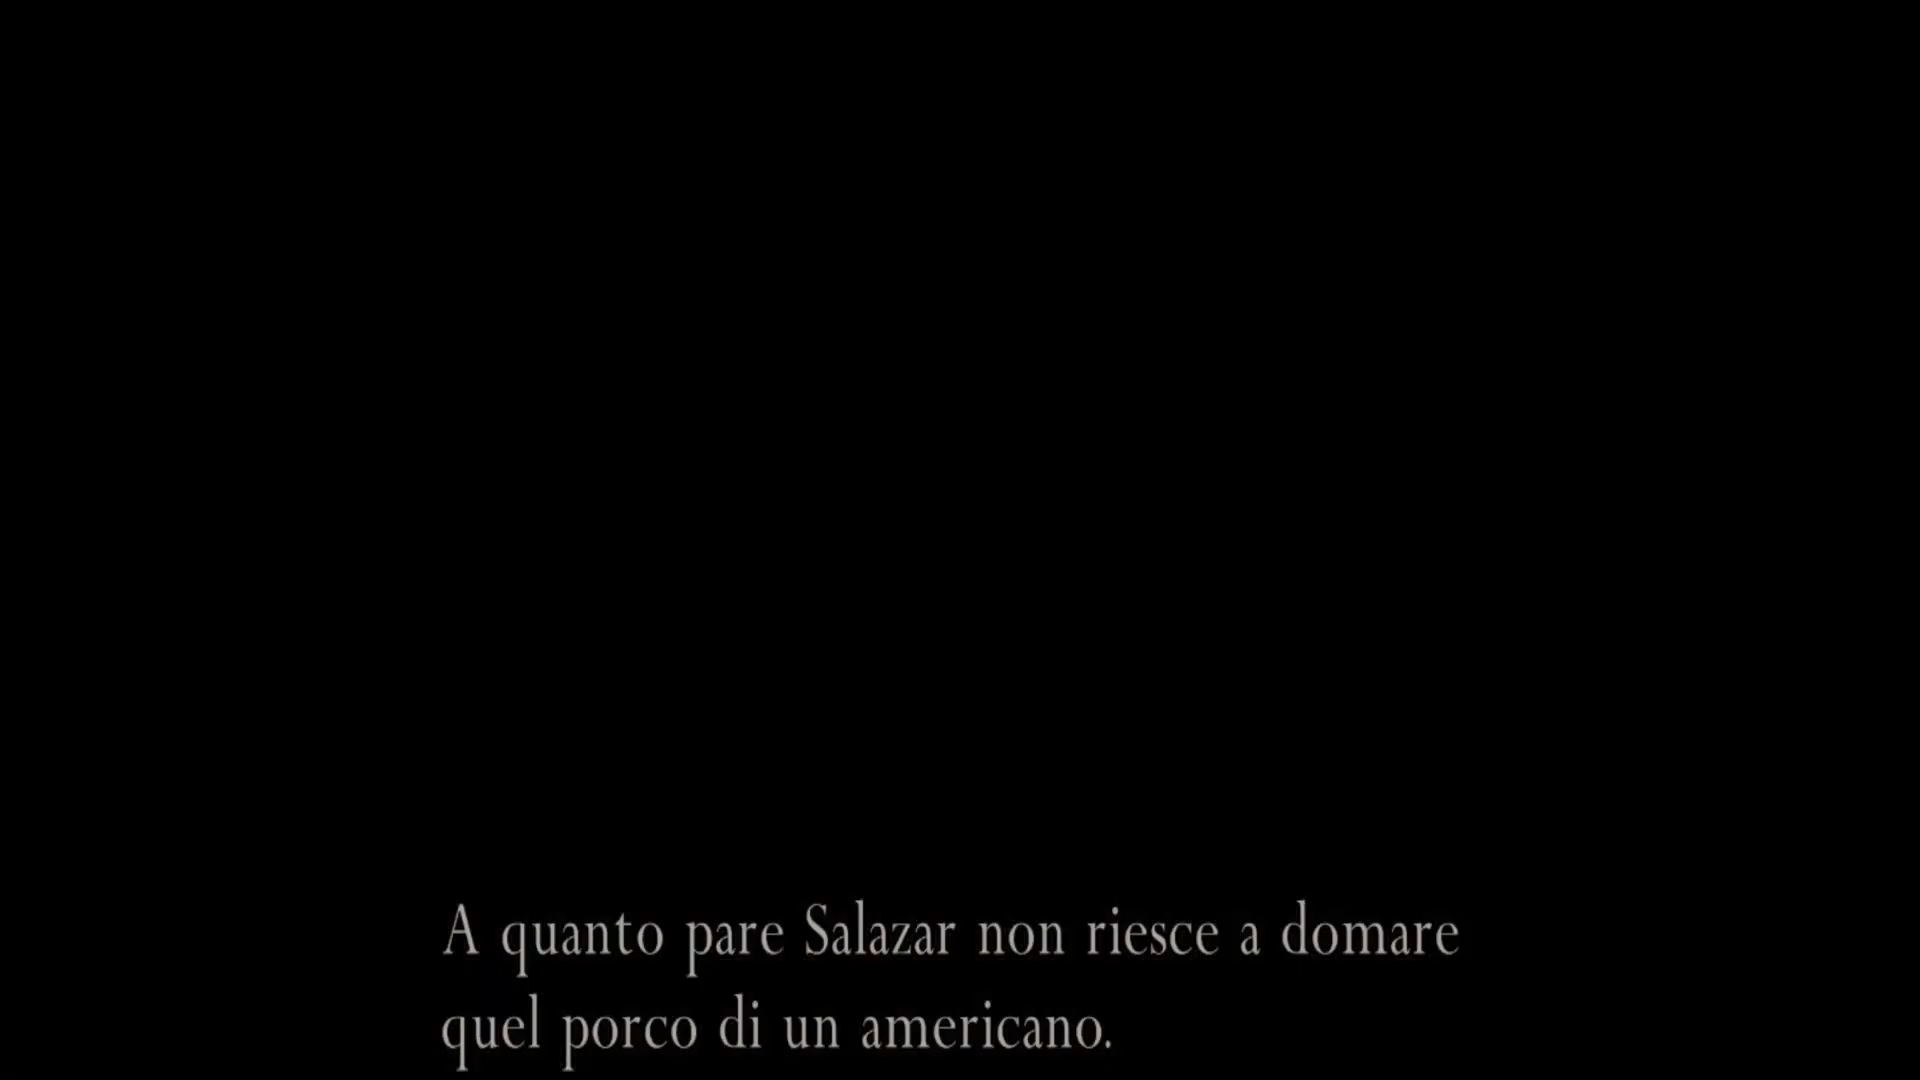 A quanto pare Salazar non riesce a domare
quel porco di un americano.